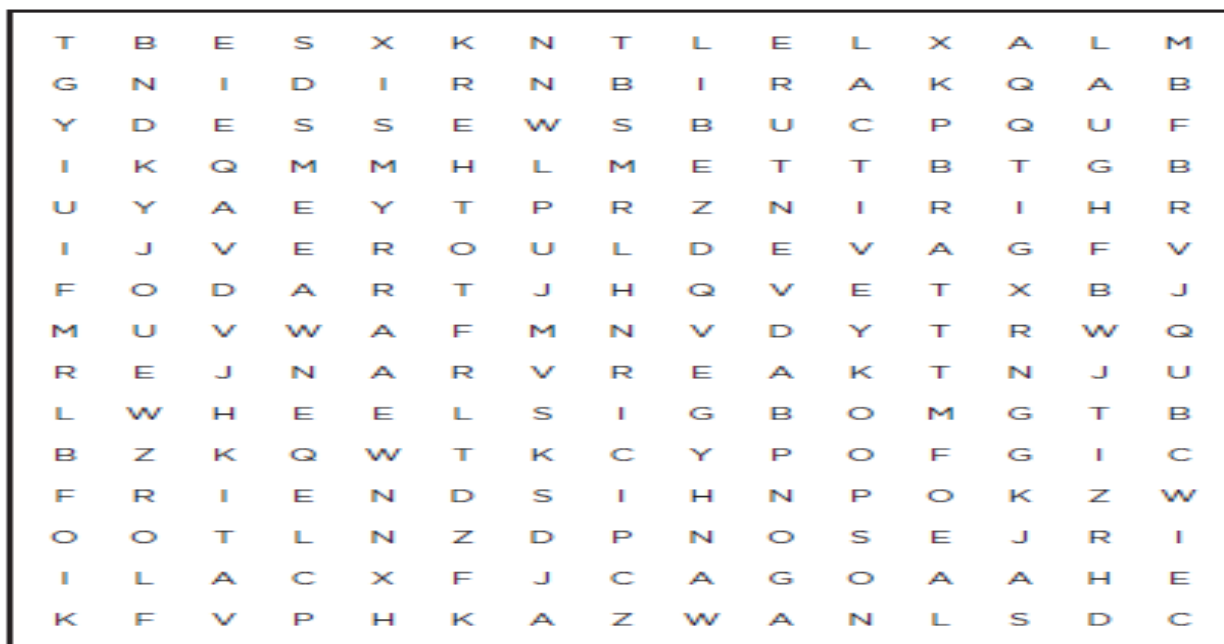 T B E S X K N T L E L X A L M
G N I D I R N B I R A K Q A B
Y D E S S E W S B U C P Q U F
I K Q M M H L M E T T B T G B
U Y A E Y T P R Z N I R I H R
I J V E R O U L D E V A G F V
F O D A R T J H Q V E T X B J
M U V W A F M N V D Y T R W Q
R E J N A R V R E A K T N J U
L W H E E L S I G B O M G T B
B Z K Q W T K C Y P O F G I C
F R I E N D S I H N P O K Z W
O O T L N Z D P N O S E J R I
I L A C X F J C A G O A A H E
K F V P H K A Z W A N L S D C